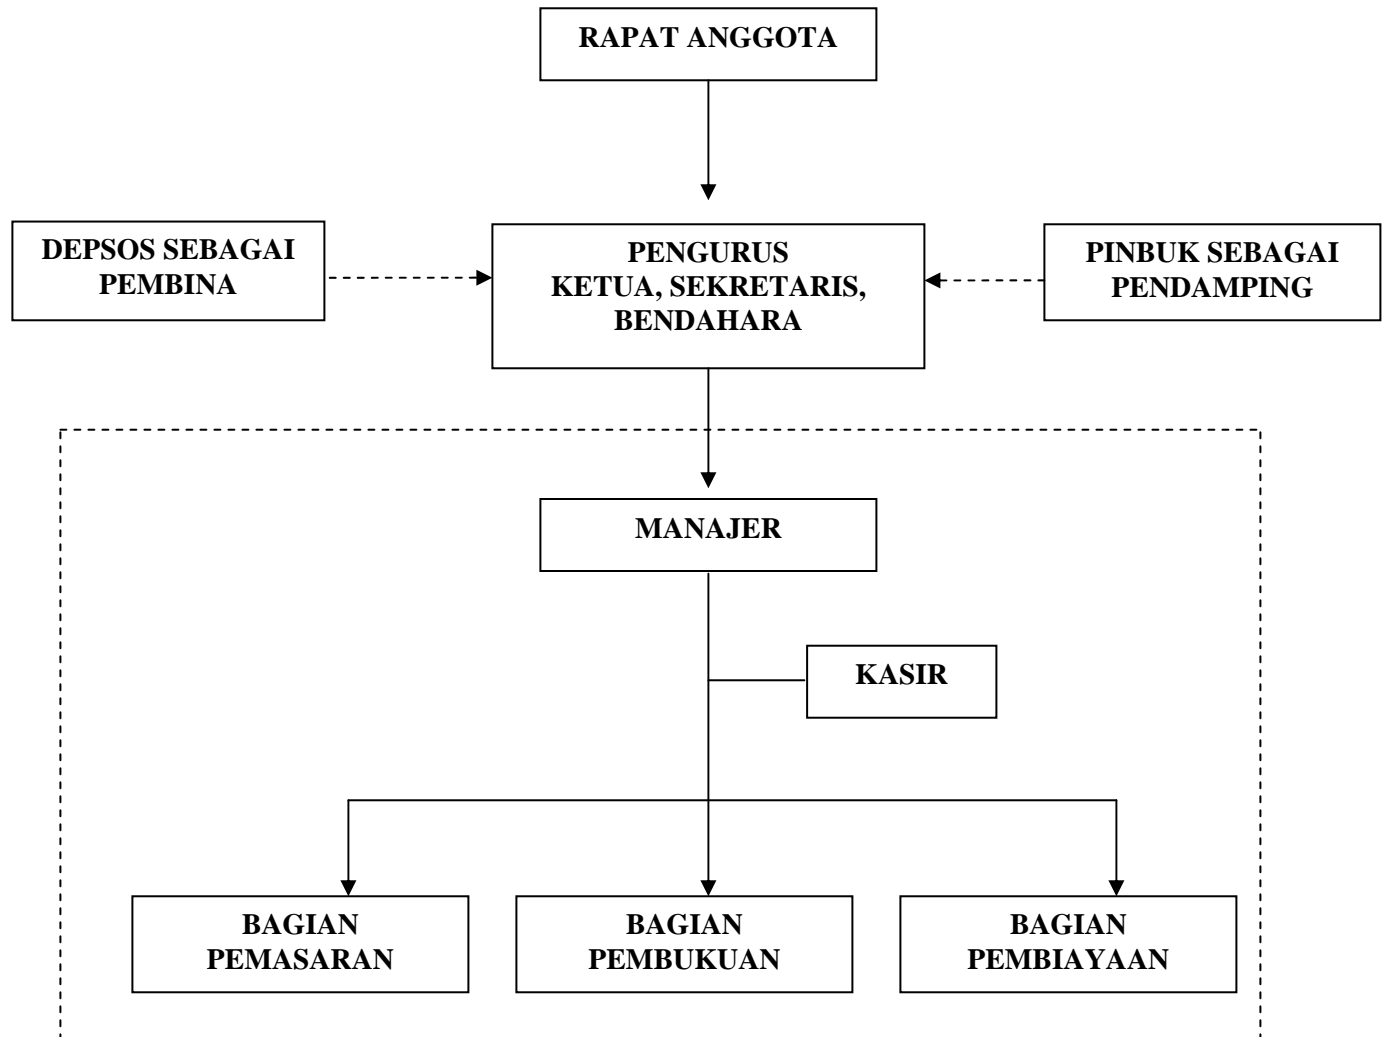 RAPAT ANGGOTA
DEPSOS SEBAGAI
PEMBINA
PENGURUS
KETUA, SEKRETARIS,
BENDAHARA
PINBUK SEBAGAI
PENDAMPING
MANAJER
KASIR
BAGIAN
PEMASARAN
BAGIAN
PEMBUKUAN
BAGIAN
PEMBIAYAAN